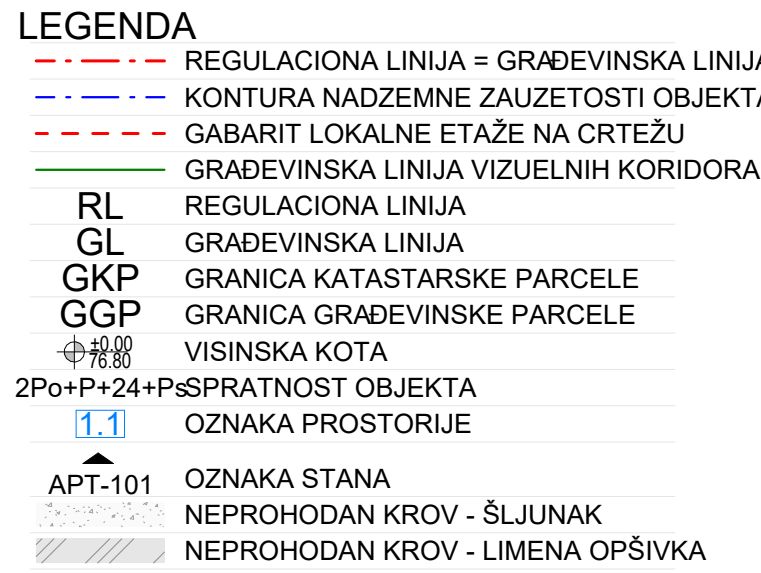 LEGENDA
REGULACIONA LINIJA = GRAĐEVINSKA LINIJA
KONTURA NADZEMNE ZAUZETOSTI OBJEKTA
GABARIT LOKALNE ETAŽE NA CRTEŽU
GRAĐEVINSKA LINIJA VIZUELNIH KORIDORA
RL REGULACIONA LINIJA
GL GRAĐEVINSKA LINIJA
GKP GRANICA KATASTARSKE PARCELE
GGP GRANICA GRAĐEVINSKE PARCELE
±0.00
76.80 VISINSKA KOTA
2Po+P+24+Ps SPRATNOST OBJEKTA
1.1 OZNAKA PROSTORIJE
APT-101 OZNAKA STANA
NEPROHODAN KROV - ŠLJUNAK
NEPROHODAN KROV - LIMENA OPŠIVKA